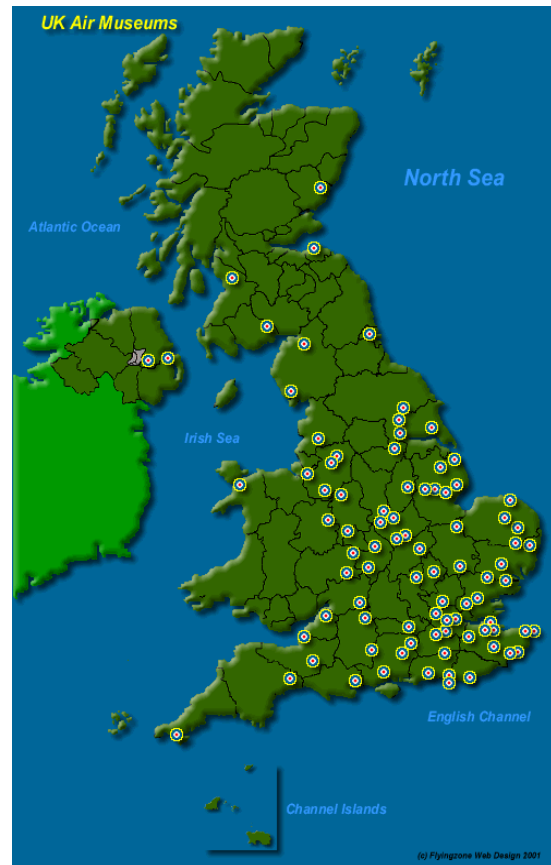 UK Air Museums
North Sea
Atlantic Ocean
Irish Sea
English Channel
Channel Islands
(c) Flyingzone Web Design 2001